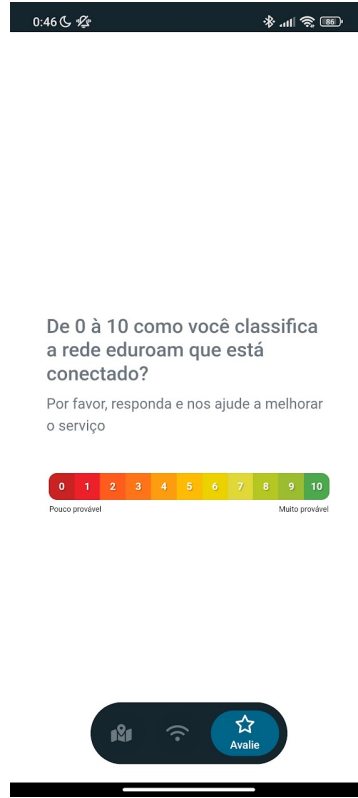 0:46
86
De 0 à 10 como você classifica
a rede eduroam que está
conectado?
Por favor, responda e nos ajude a melhorar
o serviço
0 1 2 3 4 5 6 7 8 9 10
Pouco provável Muito provável
Avalie